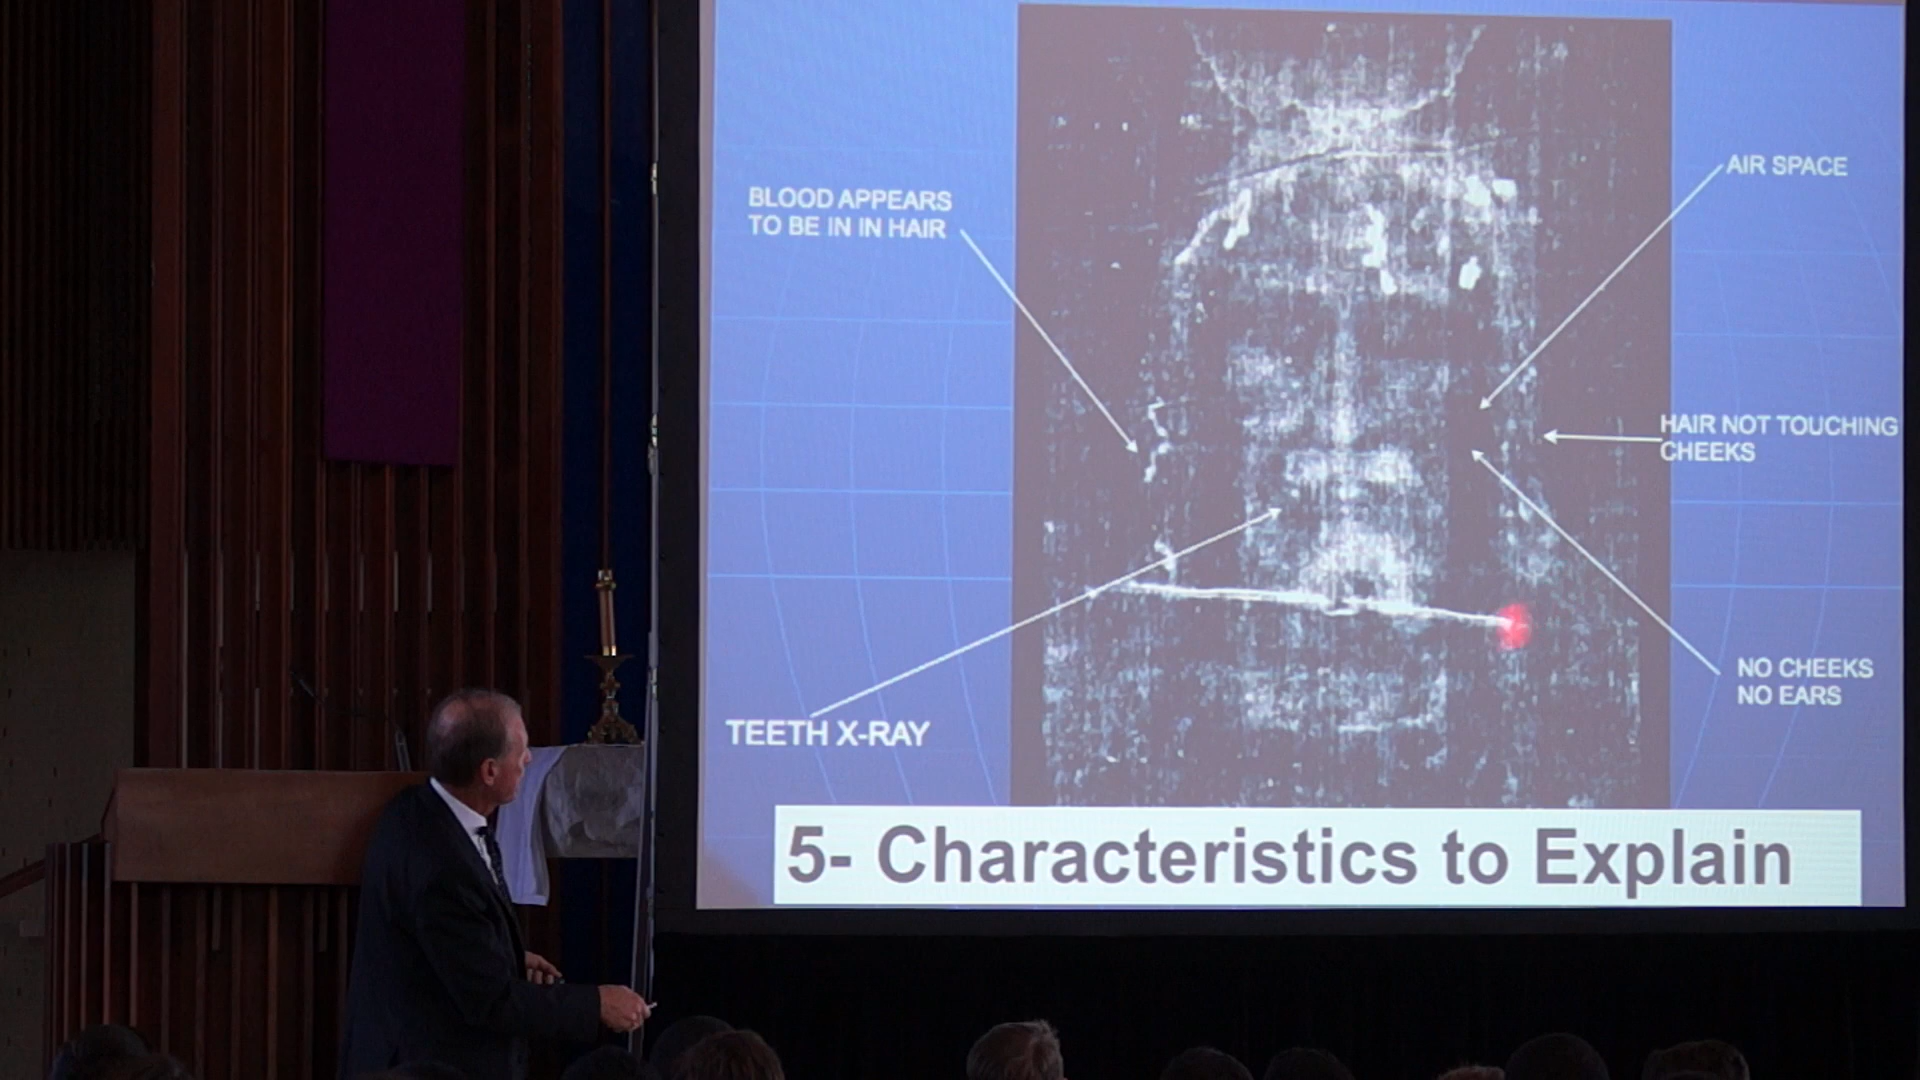 BLOOD APPEARS
TO BE IN IN HAIR
AIR SPACE
HAIR NOT TOUCHING
CHEEKS
TEETH X-RAY
NO CHEEKS
NO EARS
5- Characteristics to Explain